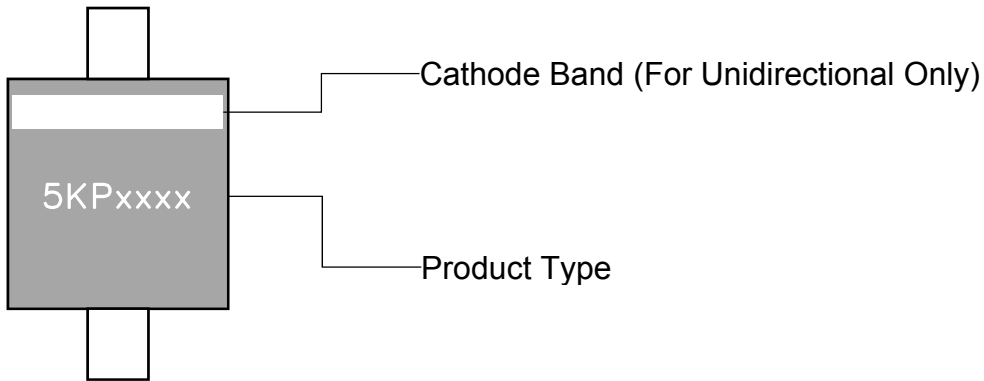 Cathode Band (For Unidirectional Only)
5KPxxxx
Product Type